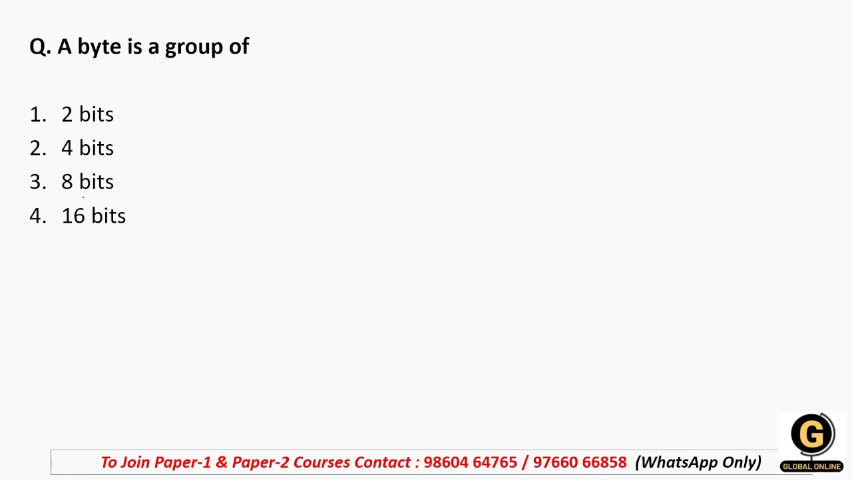 Q. A byte is a group of
1. 2 bits
2. 4 bits
3. 8 bits
4. 16 bits
To Join Paper-1 & Paper-2 Courses Contact : 98604 64765 / 97660 66858 (WhatsApp Only)
G
GLOBAL ONLINE